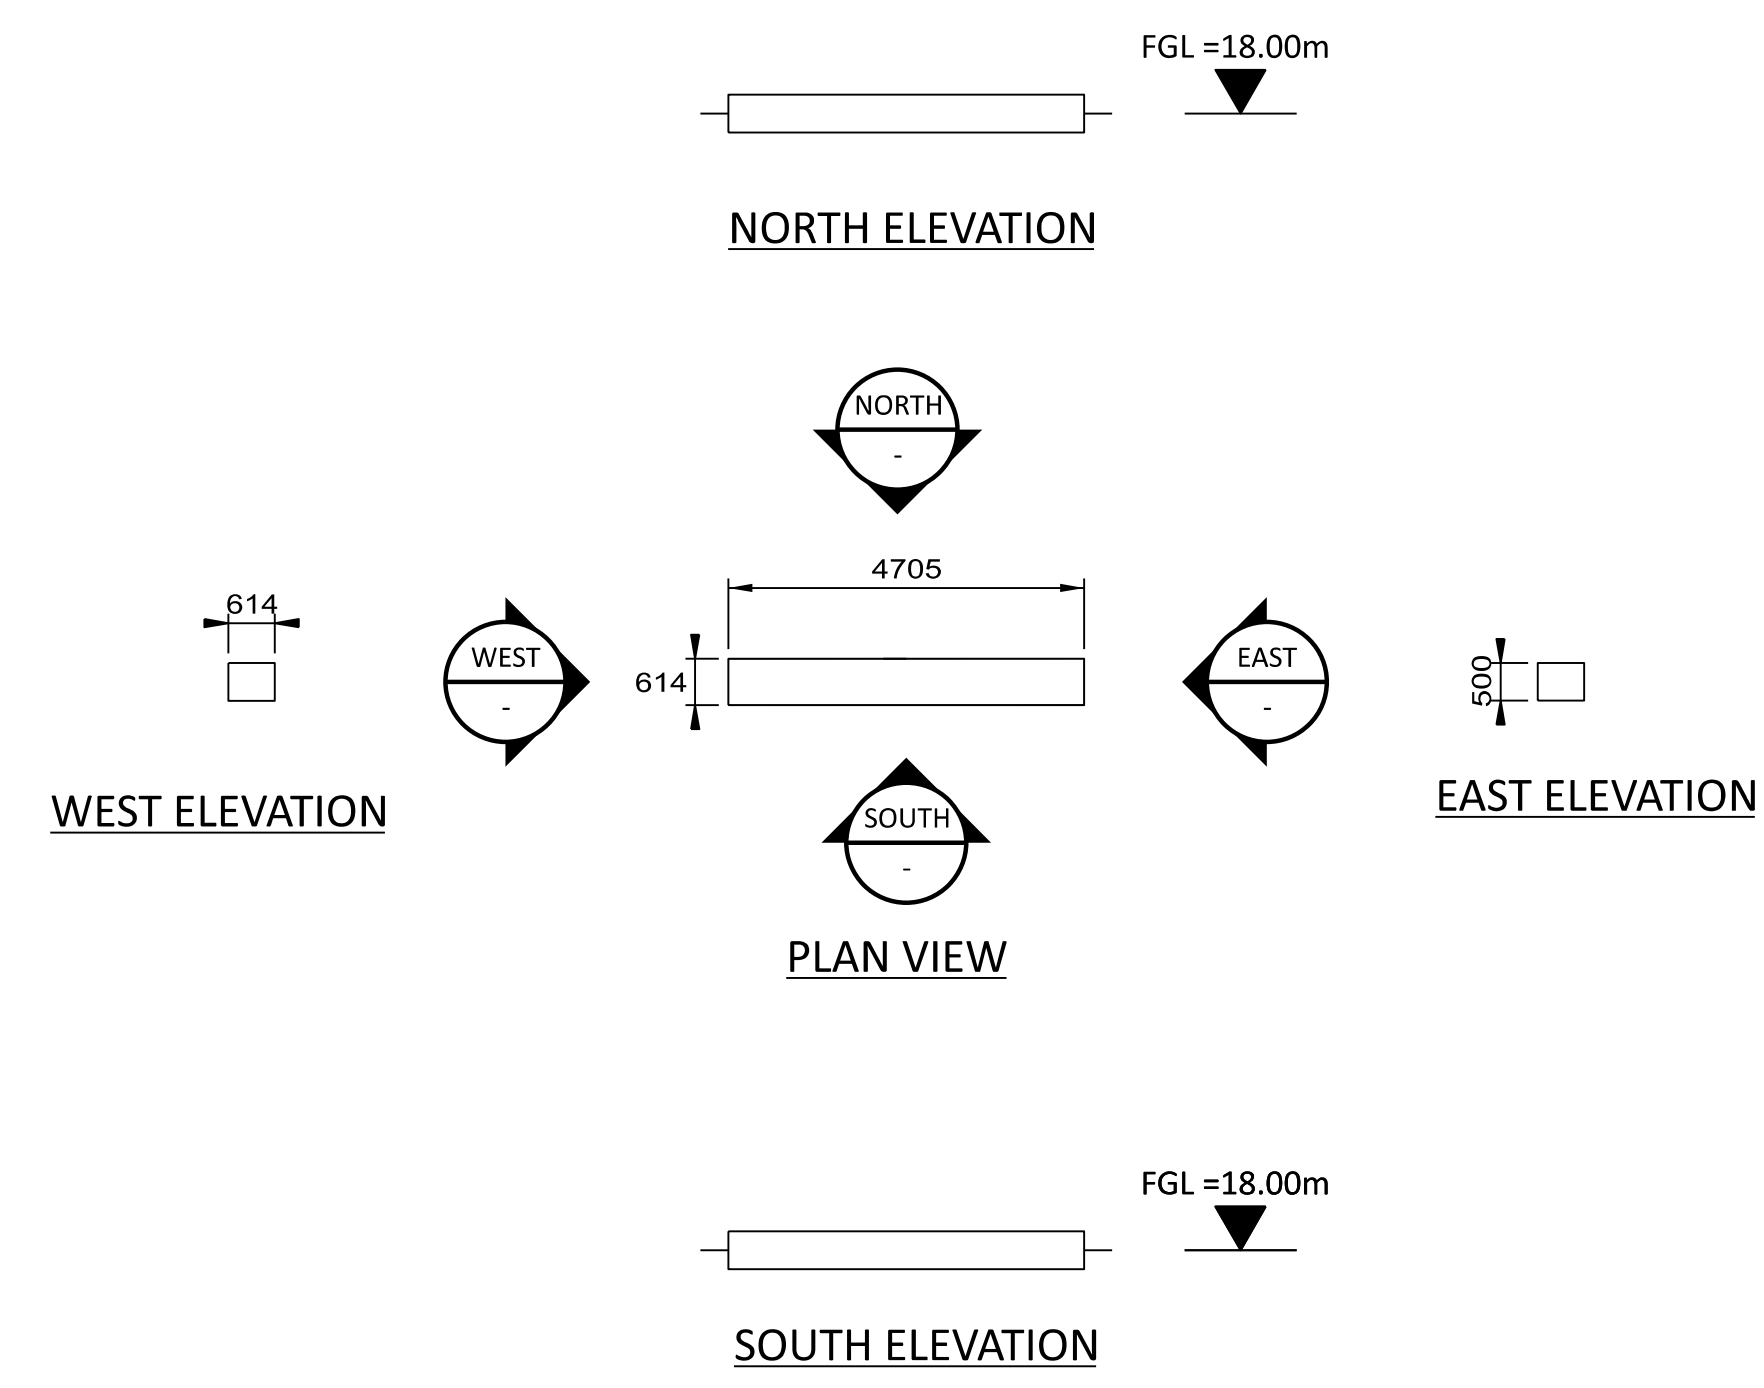 FGL =18.00m
NORTH ELEVATION
NORTH
-
4705
614
WEST
-
614
EAST
-
500
WEST ELEVATION
EAST ELEVATION
SOUTH
-
PLAN VIEW
FGL =18.00m
SOUTH ELEVATION